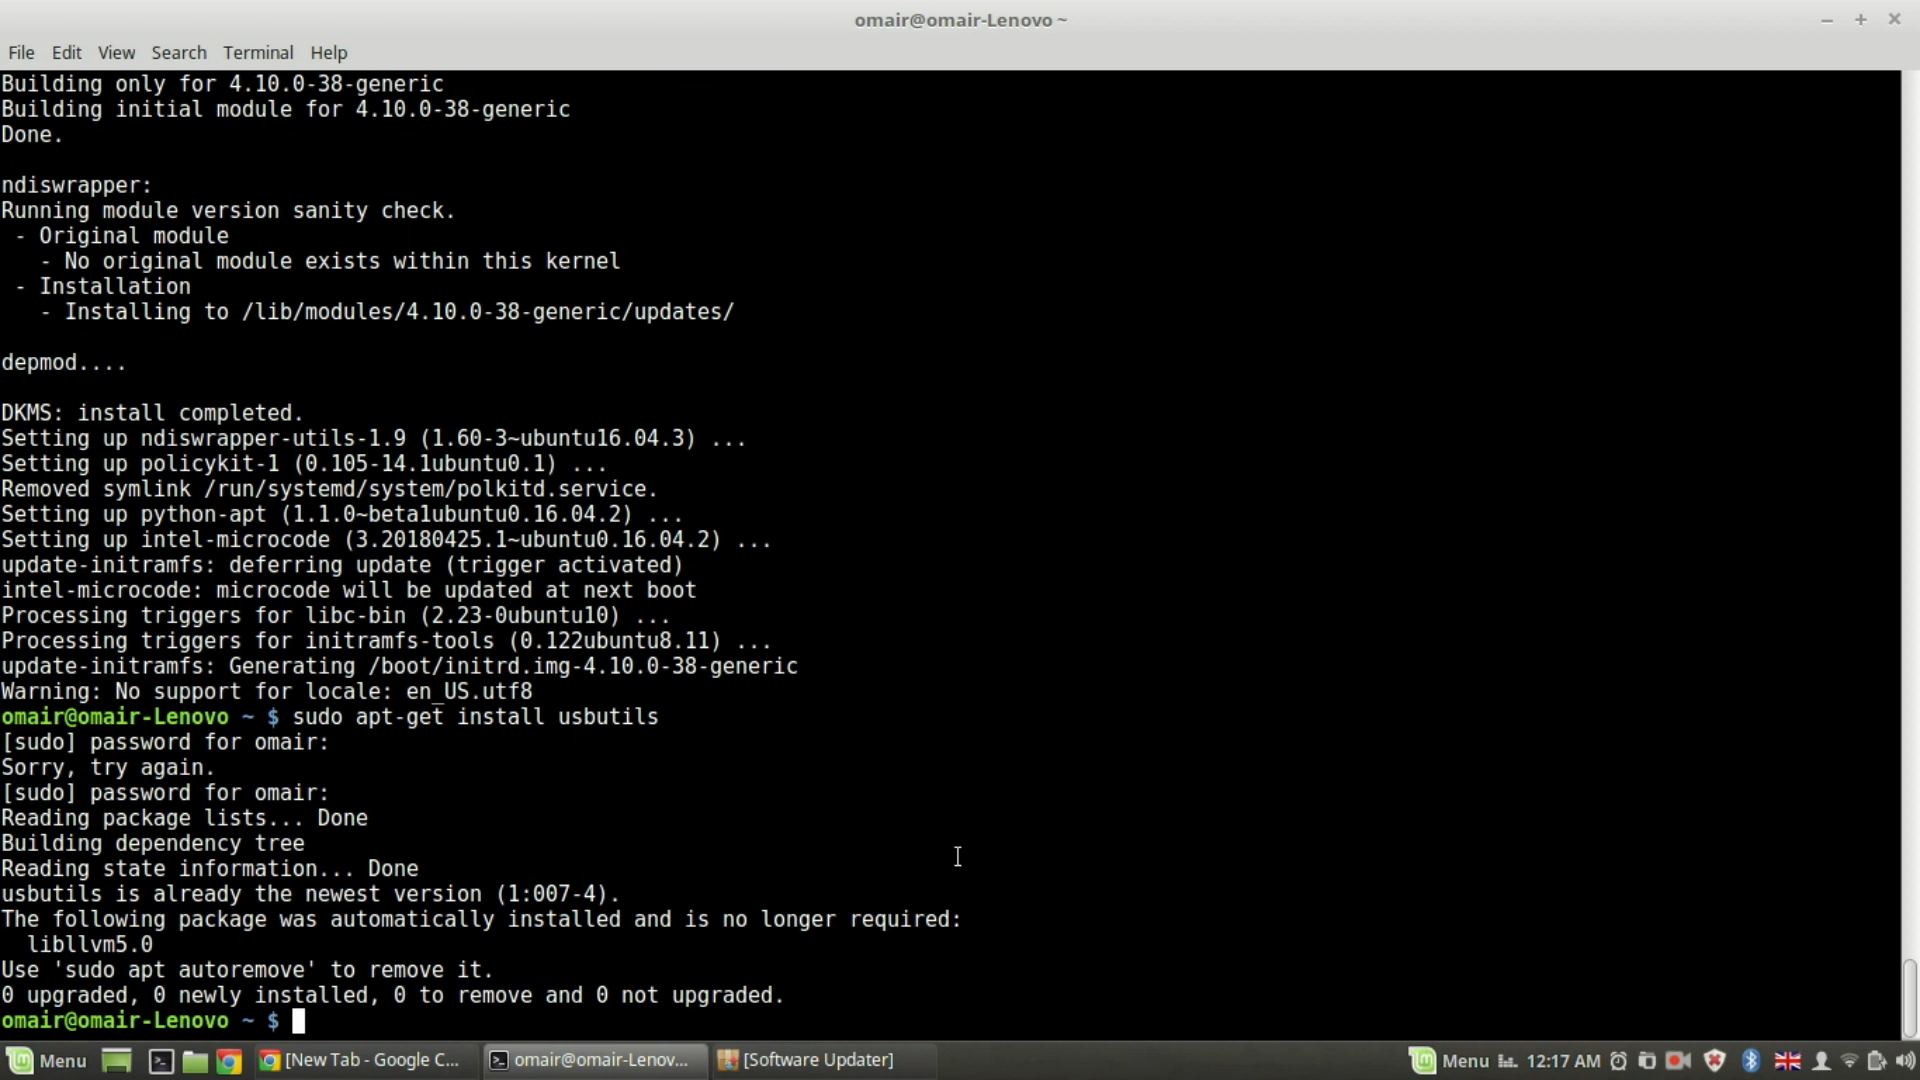 omair@omair-Lenovo ~
File Edit View Search Terminal Help
Building only for 4.10.0-38-generic
Building initial module for 4.10.0-38-generic
Done.
ndiswrapper:
Running module version sanity check.
- Original module
- No original module exists within this kernel
- Installation
- Installing to /lib/modules/4.10.0-38-generic/updates/
depmod....
DKMS: install completed.
Setting up ndiswrapper-utils-1.9 (1.60-3~ubuntu16.04.3) ...
Setting up policykit-1 (0.105-14.1ubuntu0.1) ...
Removed symlink /run/systemd/system/polkitd.service.
Setting up python-apt (1.1.0~beta1ubuntu0.16.04.2) ...
Setting up intel-microcode (3.20180425.1~ubuntu0.16.04.2) ...
update-initramfs: deferring update (trigger activated)
intel-microcode: microcode will be updated at next boot
Processing triggers for libc-bin (2.23-0ubuntu10) ...
Processing triggers for initramfs-tools (0.122ubuntu8.11) ...
update-initramfs: Generating /boot/initrd.img-4.10.0-38-generic
Warning: No support for locale: en_US.utf8
omair@omair-Lenovo ~ $ sudo apt-get install usbutils
[sudo] password for omair:
Sorry, try again.
[sudo] password for omair:
Reading package lists... Done
Building dependency tree
Reading state information... Done
usbutils is already the newest version (1:007-4).
The following package was automatically installed and is no longer required:
libllvm5.0
Use 'sudo apt autoremove' to remove it.
0 upgraded, 0 newly installed, 0 to remove and 0 not upgraded.
omair@omair-Lenovo ~ $
Menu [New Tab - Google C... omair@omair-Lenov... [Software Updater] Menu 12:17 AM